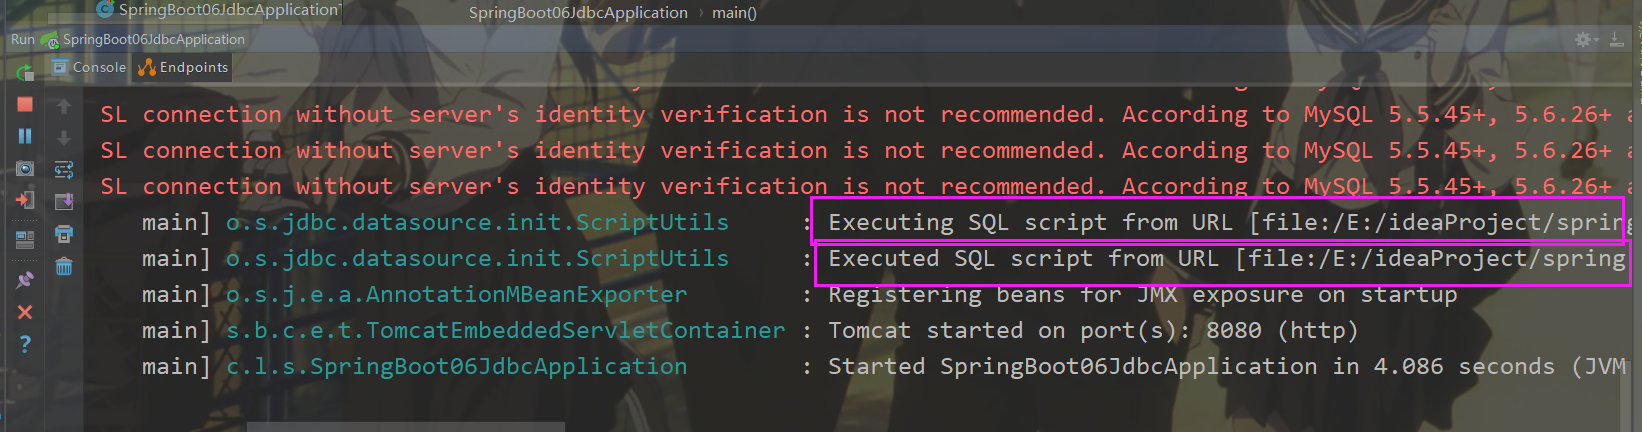 SpringBoot06JdbcApplication
SpringBoot06JdbcApplication › main()
Run SpringBoot06JdbcApplication
Console Endpoints
SL connection without server's identity verification is not recommended. According to MySQL 5.5.45+, 5.6.26+ a
SL connection without server's identity verification is not recommended. According to MySQL 5.5.45+, 5.6.26+ a
SL connection without server's identity verification is not recommended. According to MySQL 5.5.45+, 5.6.26+ a
main] o.s.jdbc.datasource.init.ScriptUtils : Executing SQL script from URL [file:/E:/ideaProject/spring
main] o.s.jdbc.datasource.init.ScriptUtils : Executed SQL script from URL [file:/E:/ideaProject/spring
main] o.s.j.e.a.AnnotationMBeanExporter : Registering beans for JMX exposure on startup
main] s.b.c.e.t.TomcatEmbeddedServletContainer : Tomcat started on port(s): 8080 (http)
main] c.l.s.SpringBoot06JdbcApplication : Started SpringBoot06JdbcApplication in 4.086 seconds (JVM